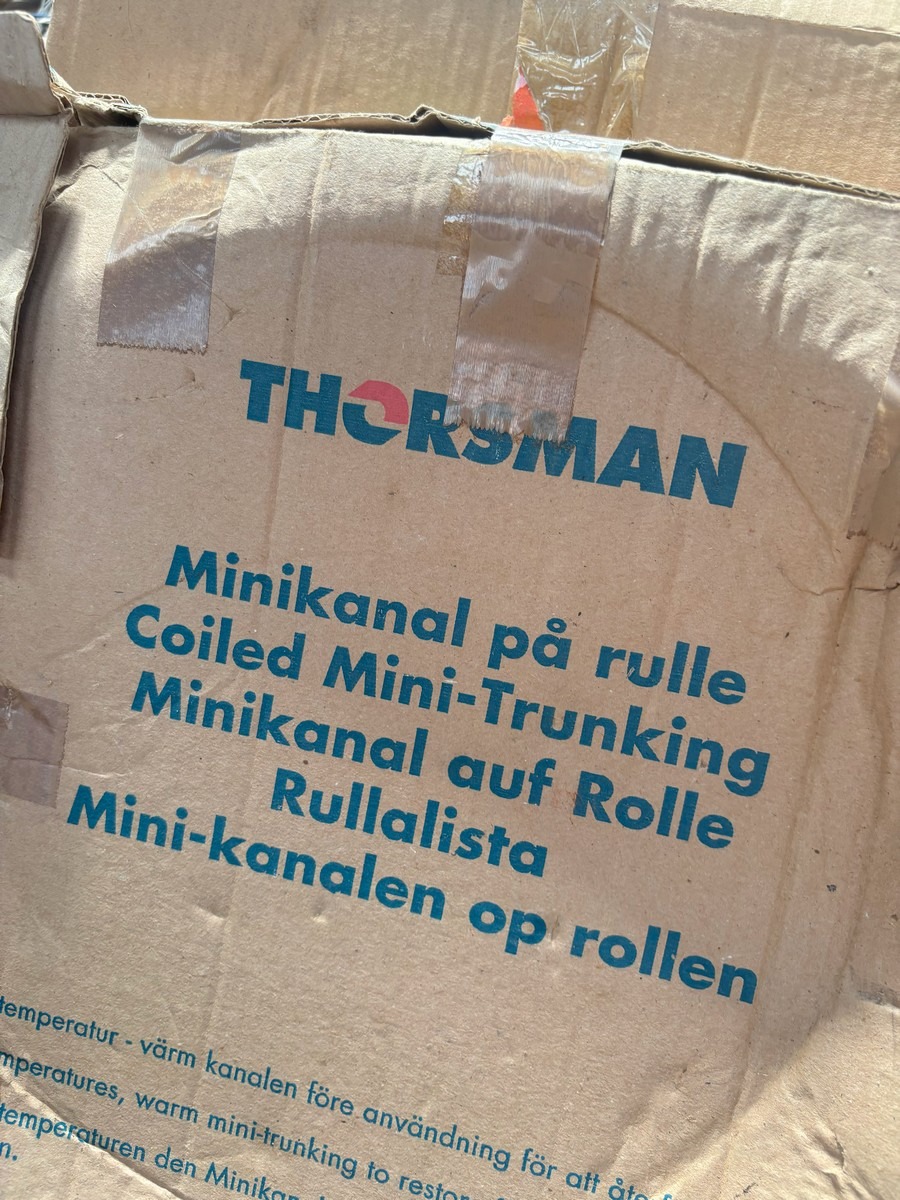 THORSMAN
Minikanal på rulle
Coiled Mini-Trunking
Minikanal auf Rolle
Rullalista
Mini-kanalen op rollen
temperatur - värm kanalen före användning för att
mperatures, warm mini-trunking to
temperaturen den
n.